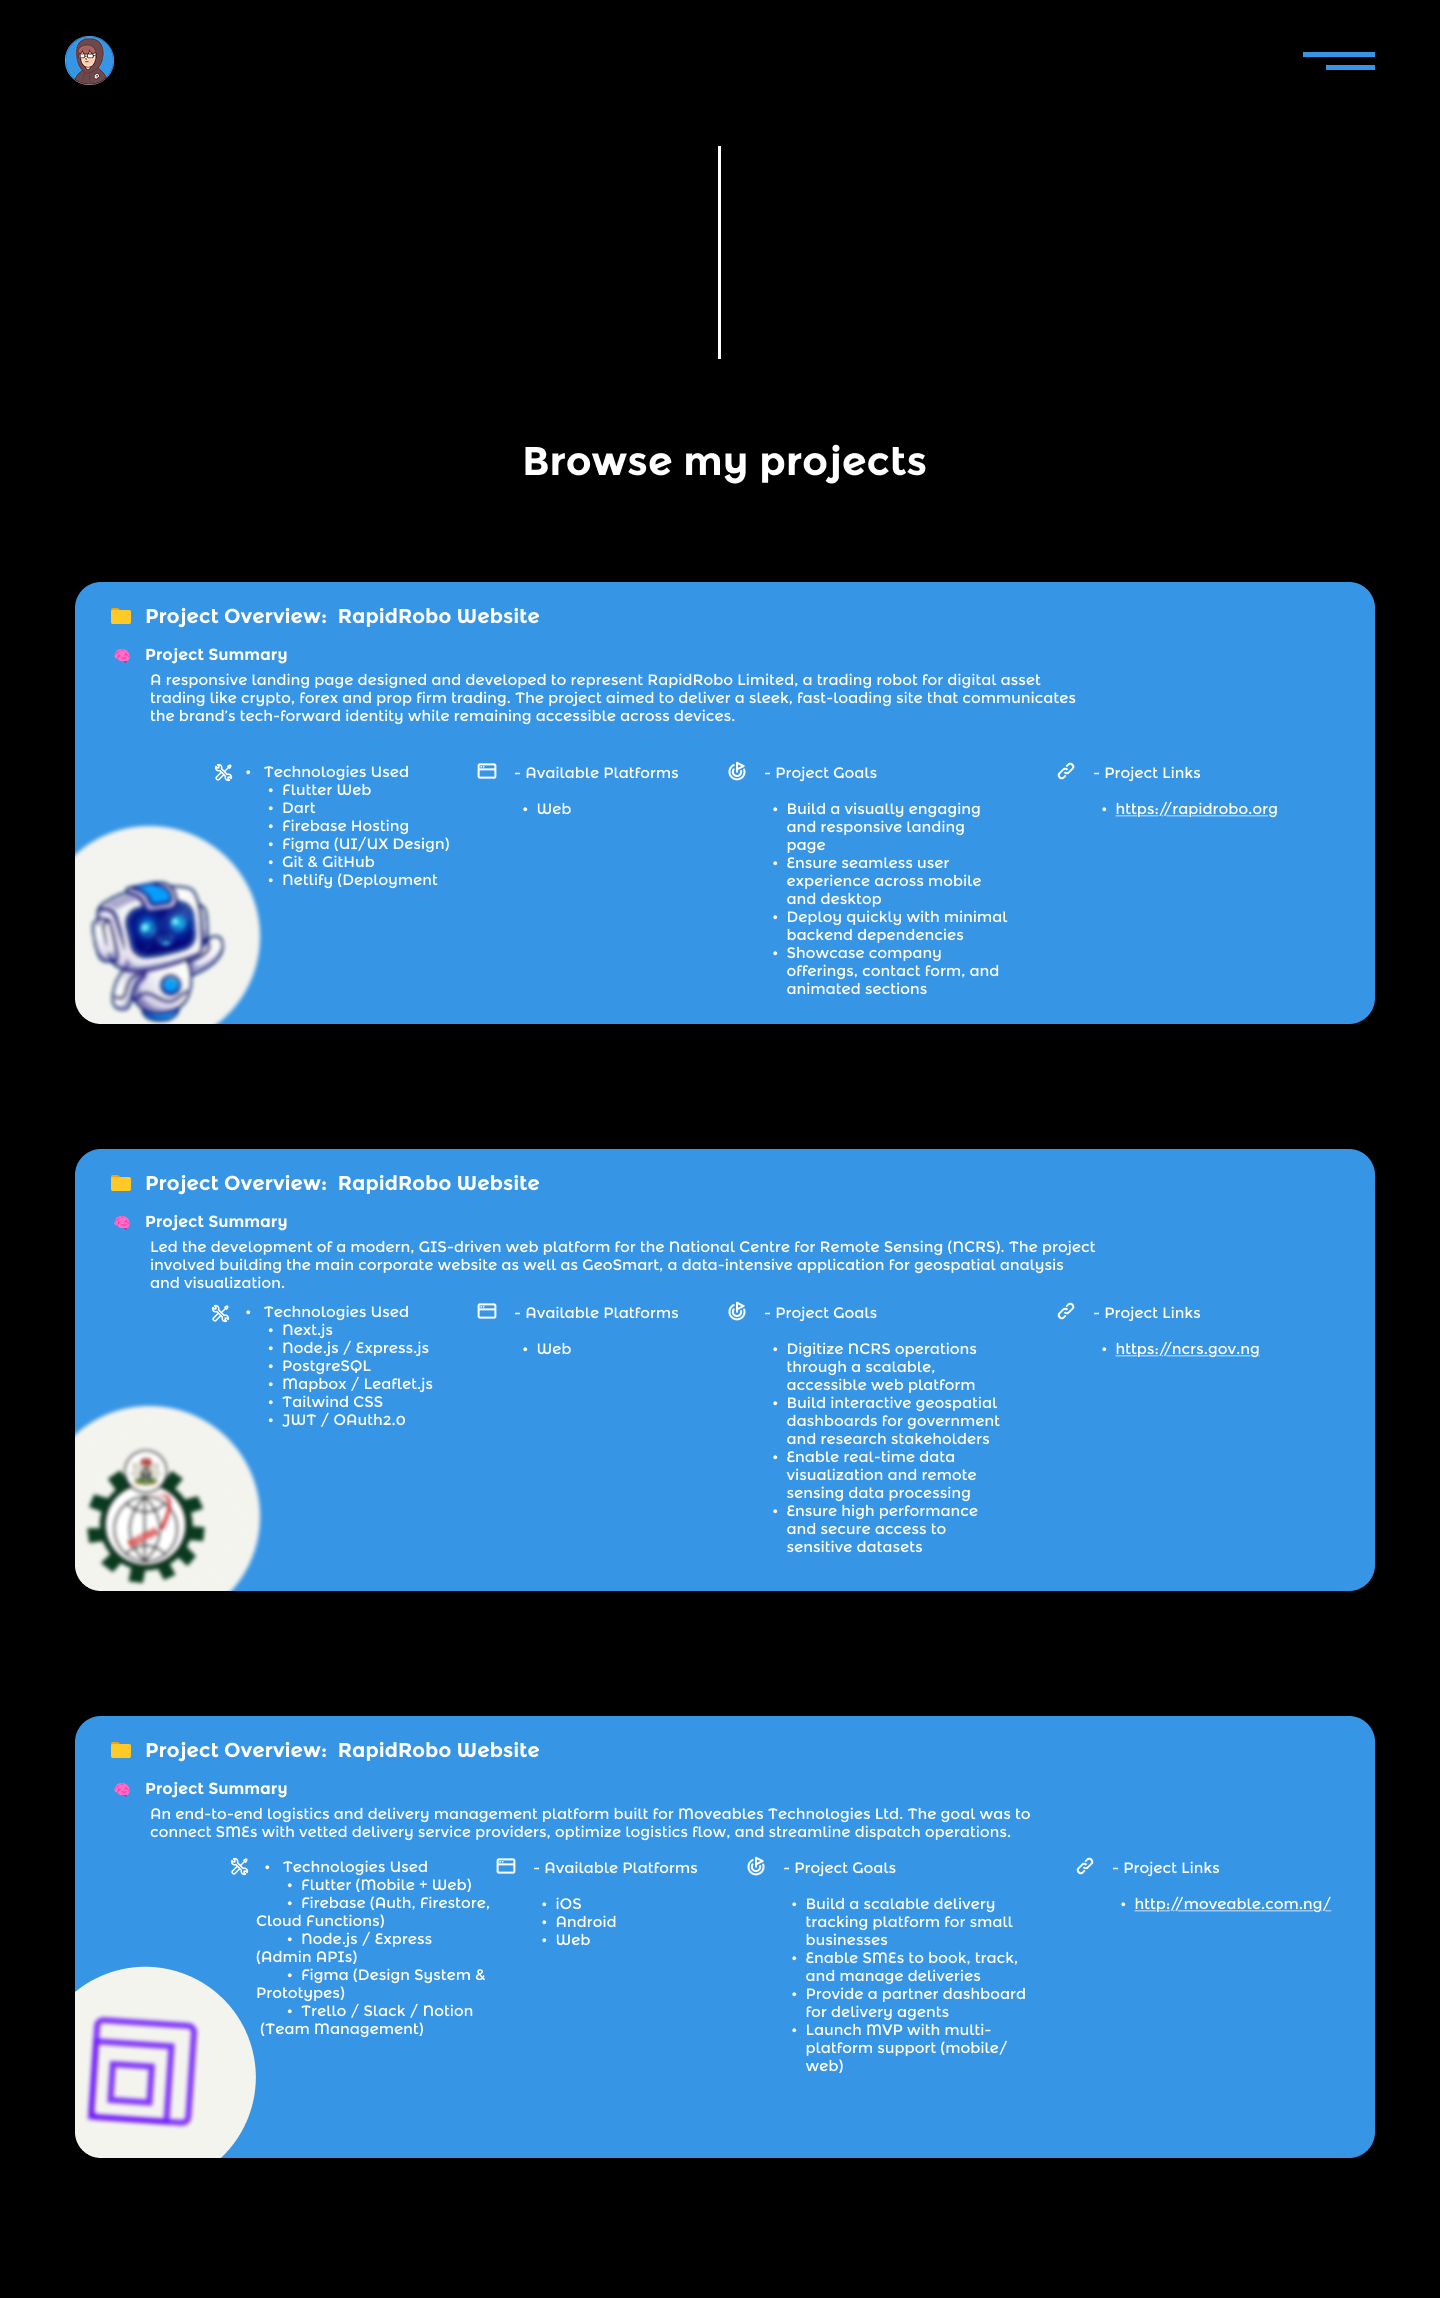 Browse my projects
Project Overview:  RapidRobo Website
Project Summary
A responsive landing page designed and developed to represent RapidRobo Limited, a trading robot for digital asset
trading like crypto, forex and prop firm trading. The project aimed to deliver a sleek, fast-loading site that communicates
the brand's tech-forward identity while remaining accessible across devices.
• Technologies Used
• Flutter Web
• Dart
• Firebase Hosting
• Figma (UI/UX Design)
• Git & GitHub
• Netlify (Deployment
- Available Platforms
• Web
- Project Goals
• Build a visually engaging
and responsive landing
page
• Ensure seamless user
experience across mobile
and desktop
• Deploy quickly with minimal
backend dependencies
• Showcase company
offerings, contact form, and
animated sections
- Project Links
• https://rapidrobo.org
Project Overview:  RapidRobo Website
Project Summary
Led the development of a modern, GIS-driven web platform for the National Centre for Remote Sensing (NCRS). The project
involved building the main corporate website as well as GeoSmart, a data-intensive application for geospatial analysis
and visualization.
• Technologies Used
• Next.js
• Node.js / Express.js
• PostgreSQL
• Mapbox / Leaflet.js
• Tailwind CSS
• JWT / OAuth2.0
- Available Platforms
• Web
- Project Goals
• Digitize NCRS operations
through a scalable,
accessible web platform
• Build interactive geospatial
dashboards for government
and research stakeholders
• Enable real-time data
visualization and remote
sensing data processing
• Ensure high performance
and secure access to
sensitive datasets
- Project Links
• https://ncrs.gov.ng
Project Overview:  RapidRobo Website
Project Summary
An end-to-end logistics and delivery management platform built for Moveables Technologies Ltd. The goal was to
connect SMEs with vetted delivery service providers, optimize logistics flow, and streamline dispatch operations.
• Technologies Used
• Flutter (Mobile + Web)
• Firebase (Auth, Firestore,
Cloud Functions)
• Node.js / Express
(Admin APIs)
• Figma (Design System &
Prototypes)
• Trello / Slack / Notion
(Team Management)
- Available Platforms
• iOS
• Android
• Web
- Project Goals
• Build a scalable delivery
tracking platform for small
businesses
• Enable SMEs to book, track,
and manage deliveries
• Provide a partner dashboard
for delivery agents
• Launch MVP with multi-
platform support (mobile/
web)
- Project Links
• http://moveable.com.ng/